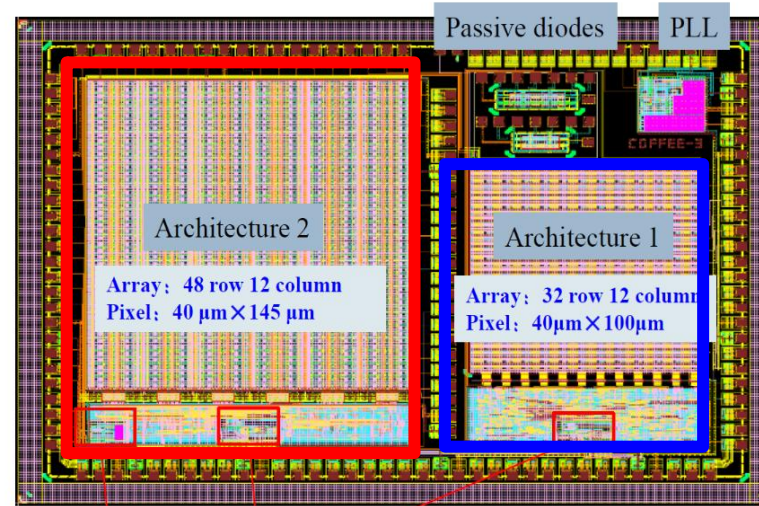 Passive diodes
PLL
COFFEE-3
Architecture 2
Array: 48 row 12 column
Pixel: 40 μm×145 μm
Architecture 1
Array: 32 row 12 column
Pixel: 40μm×100μm